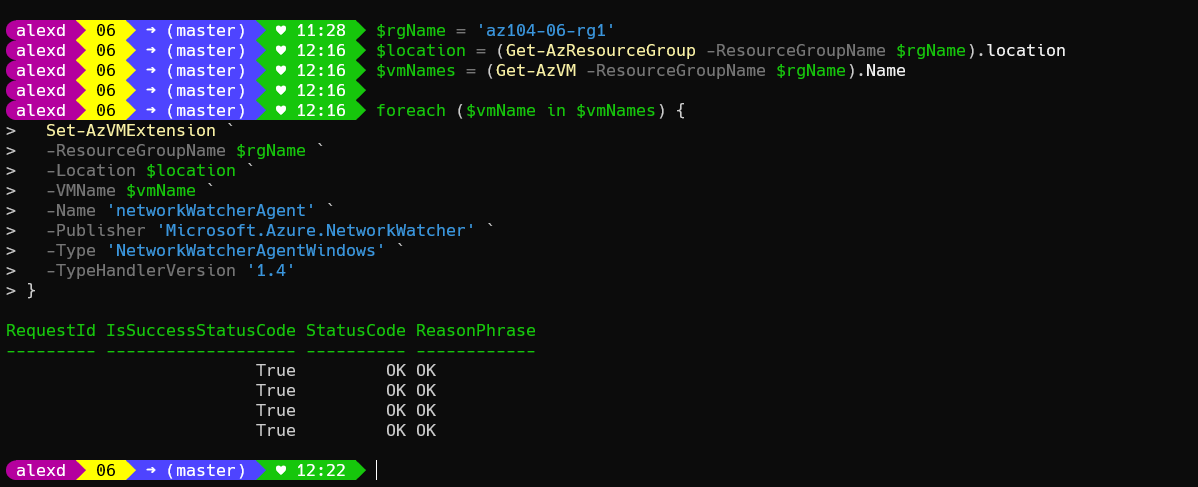 alexd 06 ➜ (master) ♥ 11:28 $rgName = 'az104-06-rg1'
alexd 06 ➜ (master) ♥ 12:16 $location = (Get-AzResourceGroup -ResourceGroupName $rgName).location
alexd 06 ➜ (master) ♥ 12:16 $vmNames = (Get-AzVM -ResourceGroupName $rgName).Name
alexd 06 ➜ (master) ♥ 12:16
alexd 06 ➜ (master) ♥ 12:16 foreach ($vmName in $vmNames) {
>   Set-AzVMExtension `
>   -ResourceGroupName $rgName `
>   -Location $location `
>   -VMName $vmName `
>   -Name 'networkWatcherAgent' `
>   -Publisher 'Microsoft.Azure.NetworkWatcher' `
>   -Type 'NetworkWatcherAgentWindows' `
>   -TypeHandlerVersion '1.4'
> }
RequestId IsSuccessStatusCode StatusCode ReasonPhrase
--------- ------------------- ---------- ------------
                         True         OK OK
                         True         OK OK
                         True         OK OK
                         True         OK OK
alexd 06 ➜ (master) ♥ 12:22